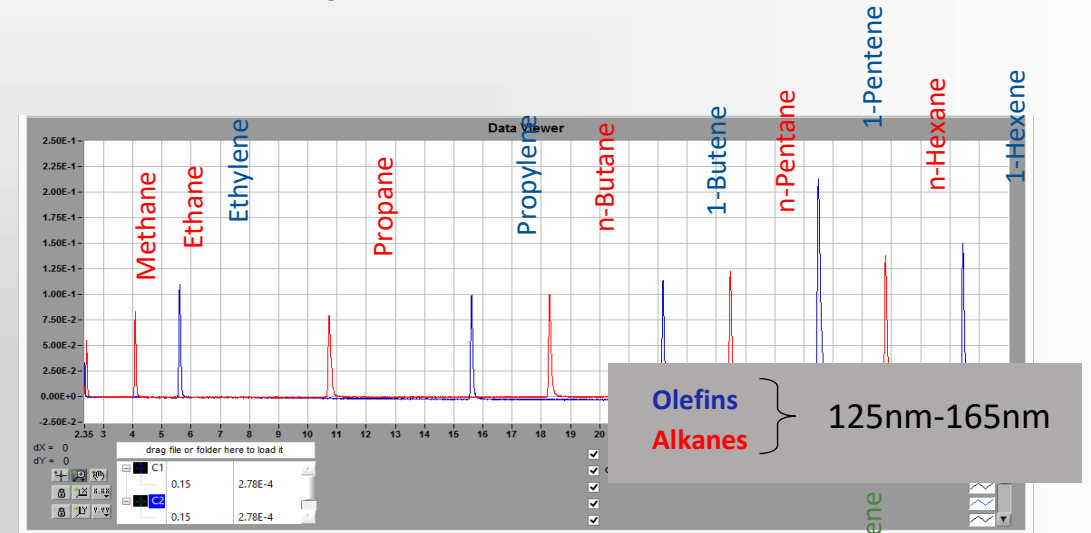 Data Viewer
2.50E-1
2.25E-1
2.00E-1
1.75E-1
1.50E-1
1.25E-1
1.00E-1
7.50E-2
5.00E-2
2.50E-2
0.00E+0
-2.50E-2
Methane
Ethane
Ethylene
Propane
Propylene
n-Butane
1-Butene
n-Pentane
1-Pentene
n-Hexane
1-Hexene
2.35 3 4 5 6 7 8 9 10 11 12 13 14 15 16 17 18 19 20
Olefins
Alkanes
125nm-165nm
dX = 0
dY = 0
drag file or folder here to load it
C1
0.15 2.78E-4
C2
0.15 2.78E-4
ene